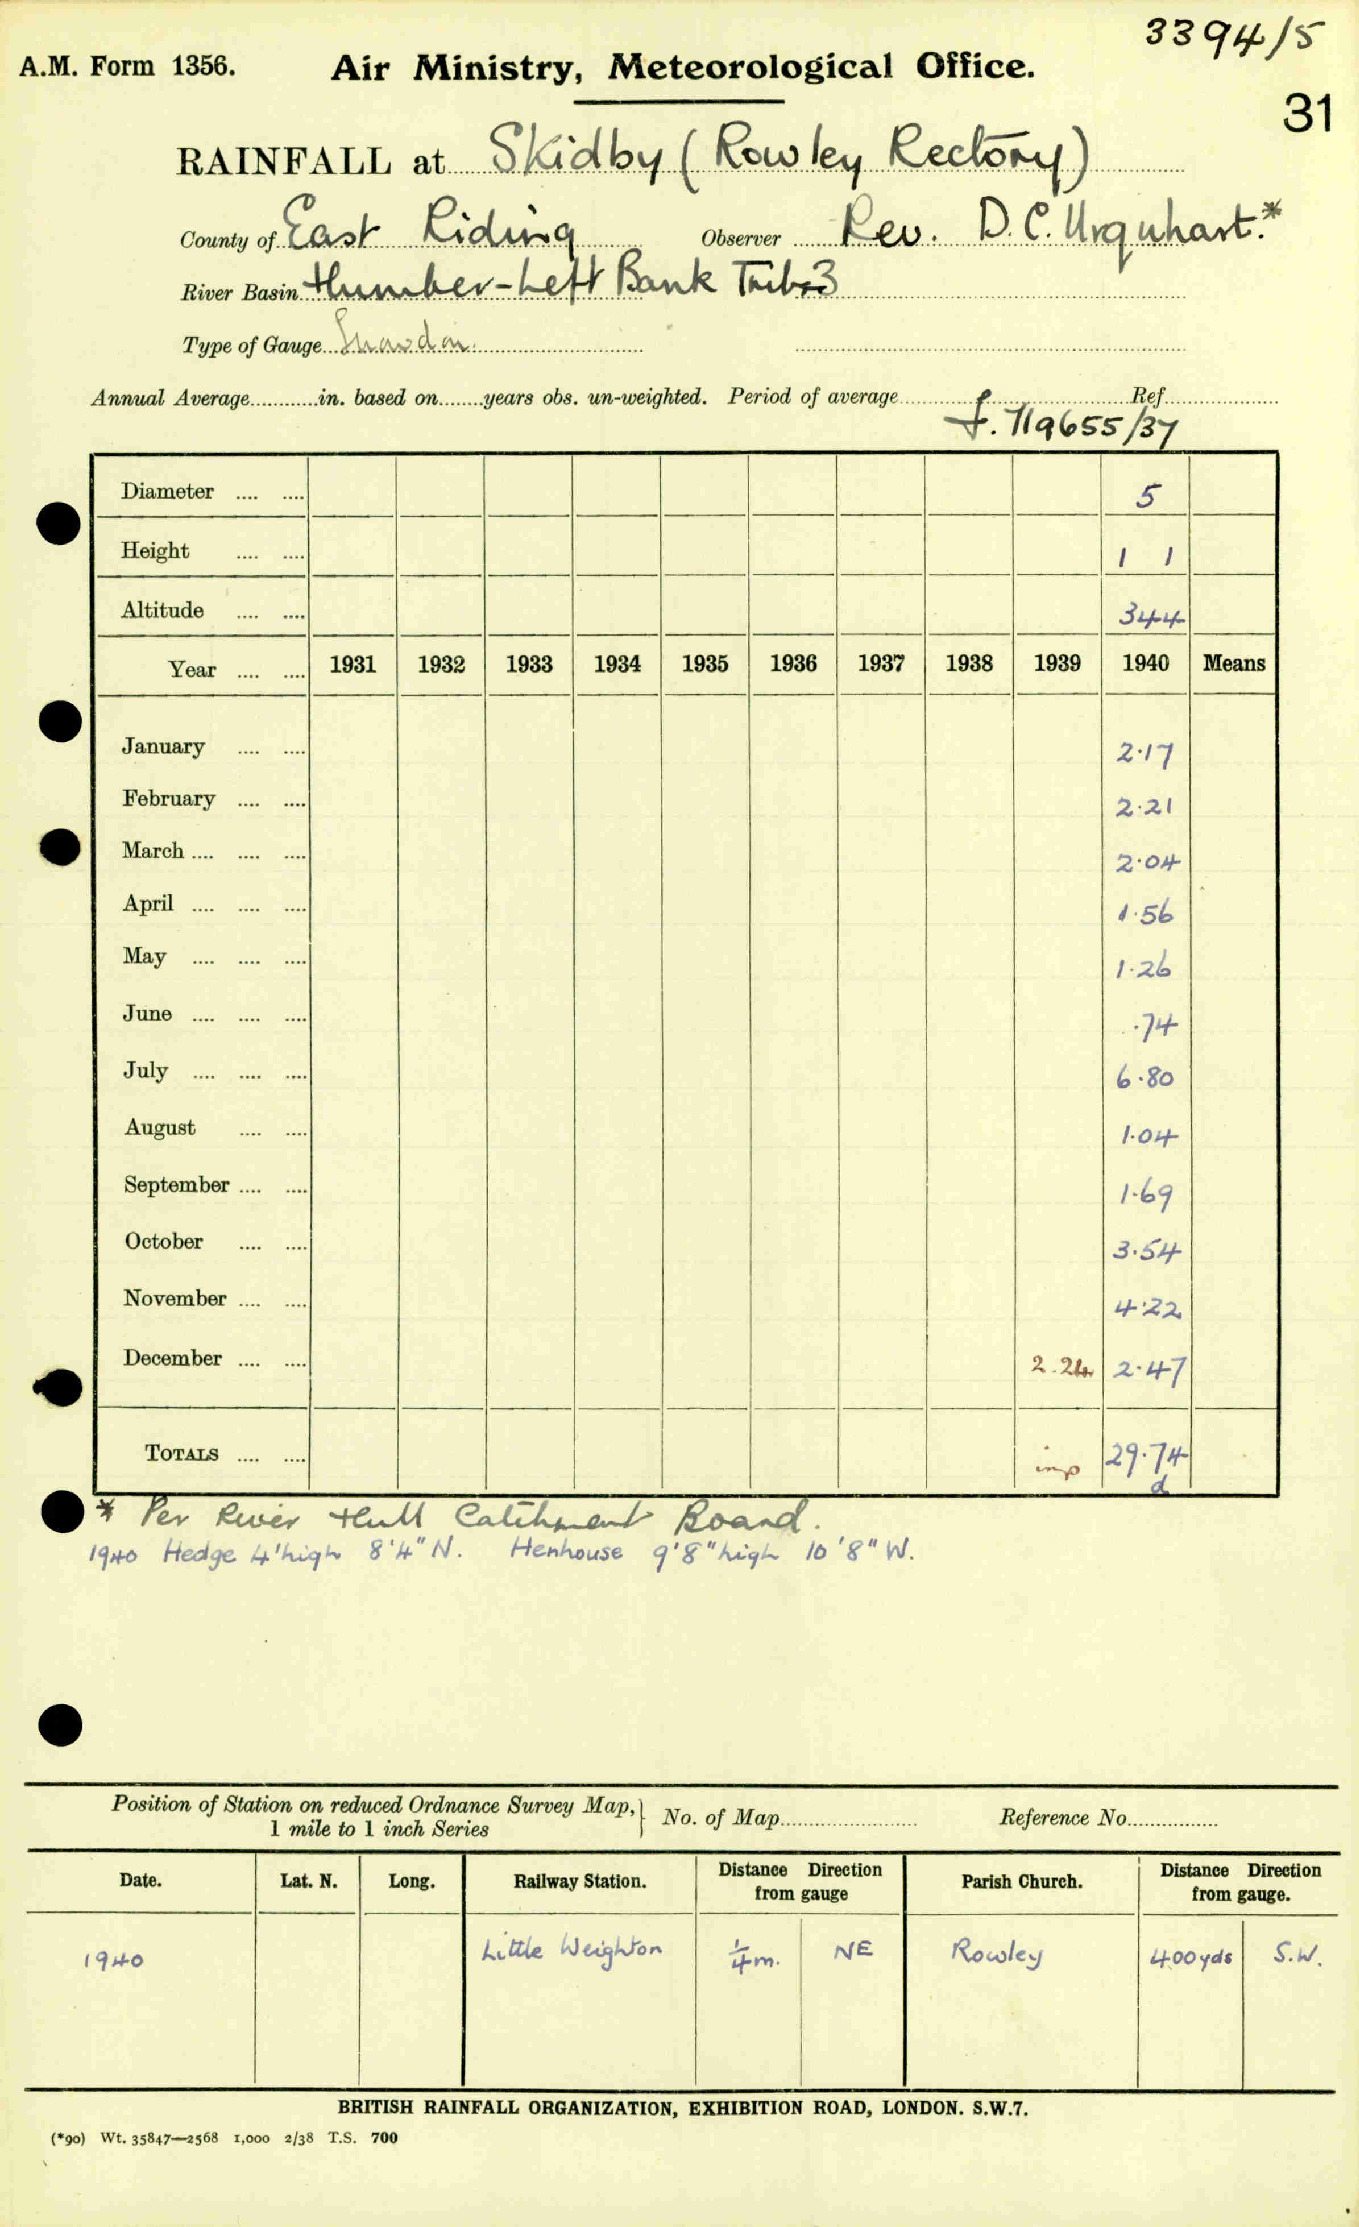 3394/5
A.M. Form 1356. Air Ministry, Meteorological Office.
31
RAINFALL at Skidby (Rowley Rectory)
County of East Riding Observer Rev. D.C. Urquhart.*
River Basin Humber-Left Bank Tribs 3
Type of Gauge Snowdon
Annual Average in. based on years obs. un-weighted. Period of average Ref
f. 719655/37
Diameter 5
Height 1 1
Altitude 344
Year 1931 1932 1933 1934 1935 1936 1937 1938 1939 1940 Means
January 2.17
February 2.21
March 2.04
April 1.56
May 1.26
June .74
July 6.80
August 1.04
September 1.69
October 3.54
November 4.22
December 2.24 2.47
TOTALS imp 29.74
d
* Per River Hull Catchment Board.
1940 Hedge 4' high 8'4" N. Henhouse 9'8" high 10'8" W.
Position of Station on reduced Ordnance Survey Map, } No. of Map Reference No.
1 mile to 1 inch Series
Date. Lat. N. Long. Railway Station. Distance Direction from gauge Parish Church. Distance Direction from gauge.
1940 Little Weighton 1/4 m. NE Rowley 400 yds S.W.
BRITISH RAINFALL ORGANIZATION, EXHIBITION ROAD, LONDON. S.W.7.
(*90) Wt. 35847—2568 1,000 2/38 T.S. 700